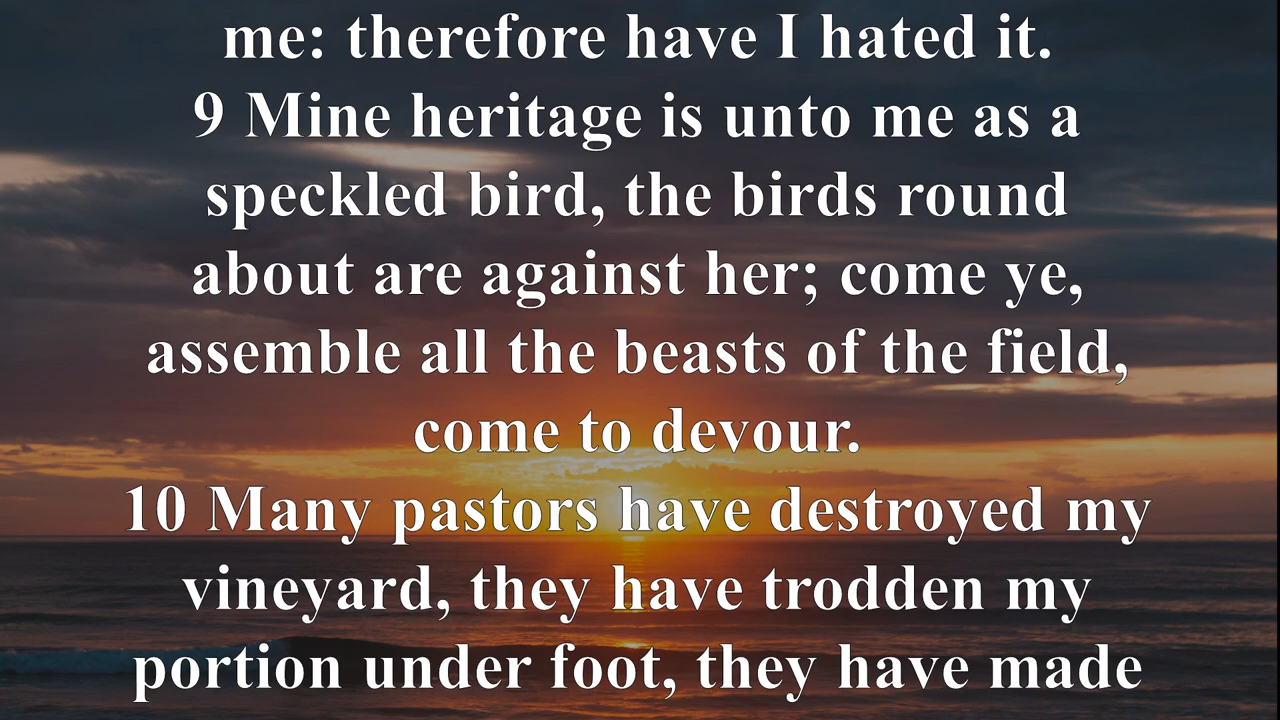 me: therefore have I hated it.
9 Mine heritage is unto me as a
speckled bird, the birds round
about are against her; come ye,
assemble all the beasts of the field,
come to devour.
10 Many pastors have destroyed my
vineyard, they have trodden my
portion under foot, they have made